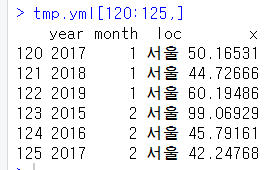 > tmp.yml[120:125,]
year month loc x
120 2017 1 서울 50.16531
121 2018 1 서울 44.72666
122 2019 1 서울 60.19486
123 2015 2 서울 99.06929
124 2016 2 서울 45.79161
125 2017 2 서울 42.24768